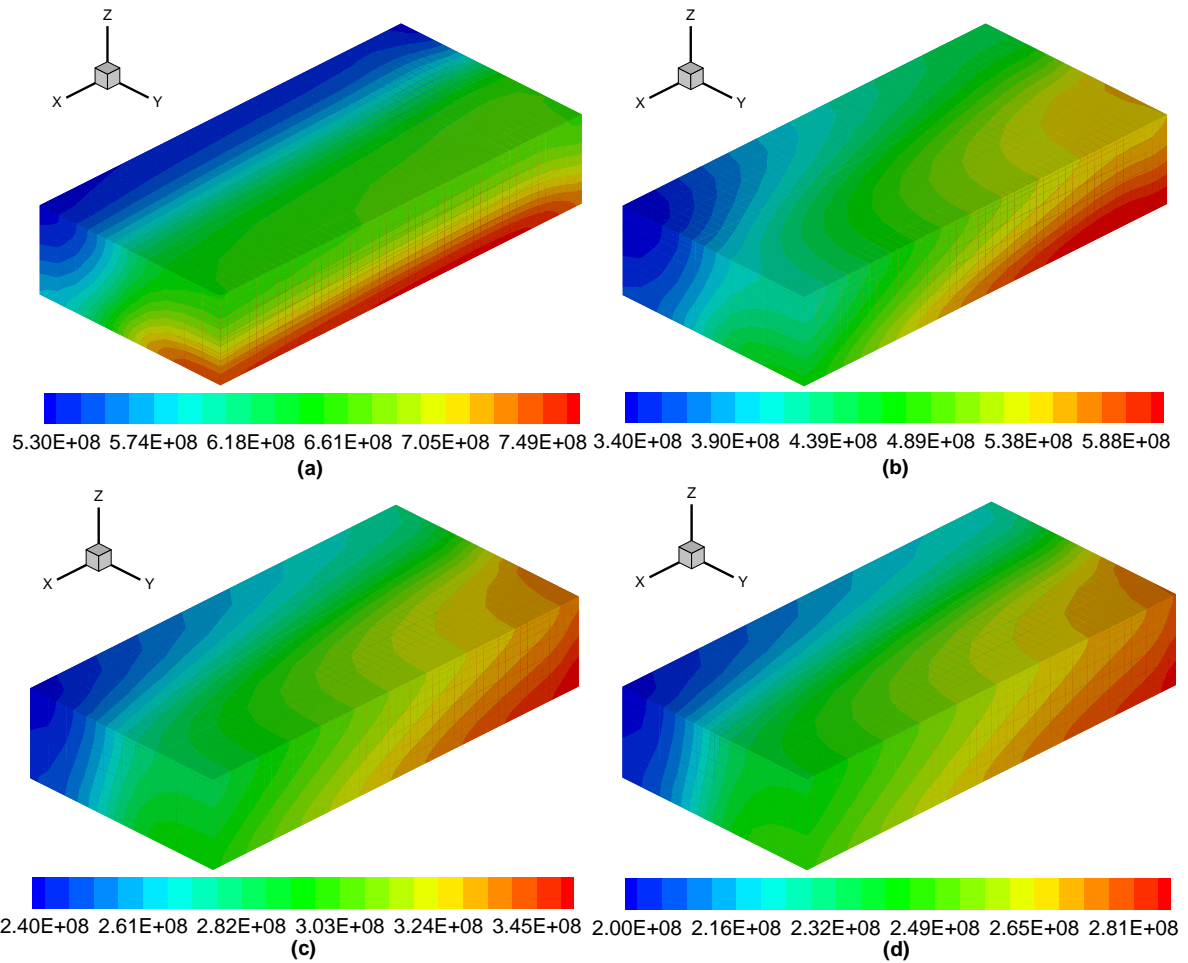 Z
X
Y
5.30E+08 5.74E+08 6.18E+08 6.61E+08 7.05E+08 7.49E+08
(a)
Z
X
Y
3.40E+08 3.90E+08 4.39E+08 4.89E+08 5.38E+08 5.88E+08
(b)
Z
X
Y
2.40E+08 2.61E+08 2.82E+08 3.03E+08 3.24E+08 3.45E+08
(c)
Z
X
Y
2.00E+08 2.16E+08 2.32E+08 2.49E+08 2.65E+08 2.81E+08
(d)